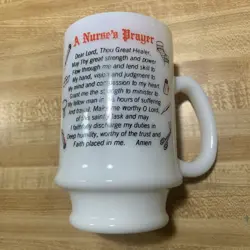 A Nurse's Prayer
Dear Lord, Thou Great Healer,
May Thy great strength and power
Flow through me and lend skill to
My hand, vision and judgment to
My mind and compassion to my heart.
Grant me the strength to minister to
My fellow man in his hours of suffering
and travail. Make me worthy O Lord,
of this saintly task and may
I faithfully discharge my duties in
Deep humility, worthy of the trust and
Faith placed in me. Amen